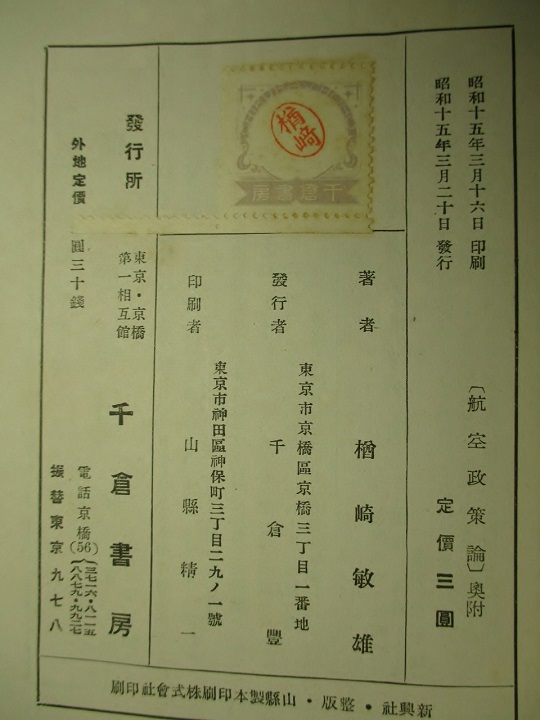 昭和十五年三月十六日 印刷
昭和十五年三月二十日 發行
〔航空政策論〕奥附
定價三圓
著者 楢崎敏雄
東京市京橋區京橋三丁目一番地
發行者 千倉豐
東京市神田區神保町三丁目二九ノ一號
印刷者 山縣精一
楢崎
千倉書房
發行所
東京・京橋
第一相互館
千倉書房
電話京橋(56)
振替東京九七八
外地定價 圓三十錢
新興社・整版・山縣製本印刷株式會社印刷